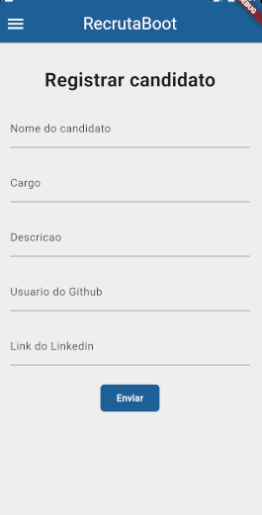 DEBUG
RecrutaBoot
Registrar candidato
Nome do candidato
Cargo
Descricao
Usuario do Github
Link do Linkedin
Enviar